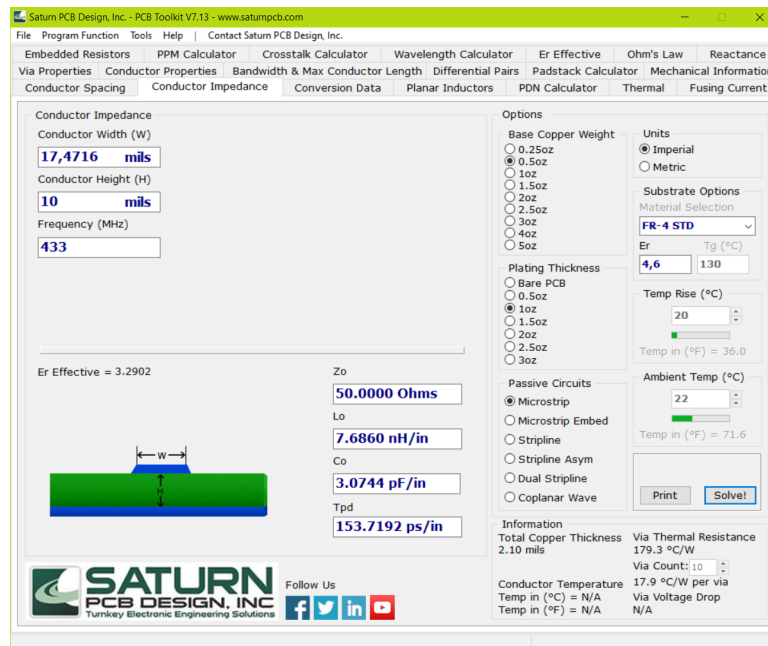 Saturn PCB Design, Inc. - PCB Toolkit V7.13 - www.saturnpcb.com
File Program Function Tools Help | Contact Saturn PCB Design, Inc.
Embedded Resistors PPM Calculator Crosstalk Calculator Wavelength Calculator Er Effective Ohm's Law Reactance
Via Properties Conductor Properties Bandwidth & Max Conductor Length Differential Pairs Padstack Calculator Mechanical Informatio
Conductor Spacing Conductor Impedance Conversion Data Planar Inductors PDN Calculator Thermal Fusing Current
Conductor Impedance
Conductor Width (W)
17,4716 mils
Conductor Height (H)
10 mils
Frequency (MHz)
433
Er Effective = 3.2902
Zo
50.0000 Ohms
Lo
7.6860 nH/in
Co
3.0744 pF/in
Tpd
153.7192 ps/in
W
H
Options
Base Copper Weight
0.25oz
0.5oz
1oz
1.5oz
2oz
2.5oz
3oz
4oz
5oz
Plating Thickness
Bare PCB
0.5oz
1oz
1.5oz
2oz
2.5oz
3oz
Passive Circuits
Microstrip
Microstrip Embed
Stripline
Stripline Asym
Dual Stripline
Coplanar Wave
Units
Imperial
Metric
Substrate Options
Material Selection
FR-4 STD
Er Tg (°C)
4,6 130
Temp Rise (°C)
20
Temp in (°F) = 36.0
Ambient Temp (°C)
22
Temp in (°F) = 71.6
Print Solve!
Information
Total Copper Thickness
2.10 mils
Conductor Temperature
Temp in (°C) = N/A
Temp in (°F) = N/A
Via Thermal Resistance
179.3 °C/W
Via Count: 10
17.9 °C/W per via
Via Voltage Drop
N/A
SATURN
PCB DESIGN, INC
Turnkey Electronic Engineering Solutions
Follow Us
f
in